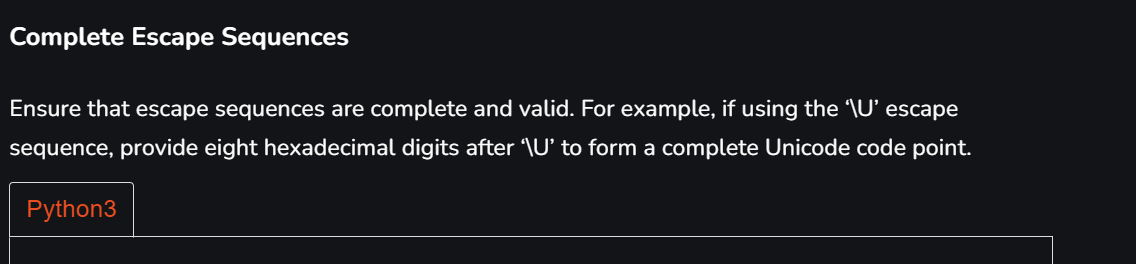 Complete Escape Sequences
Ensure that escape sequences are complete and valid. For example, if using the ‘\U’ escape
sequence, provide eight hexadecimal digits after ‘\U’ to form a complete Unicode code point.
Python3